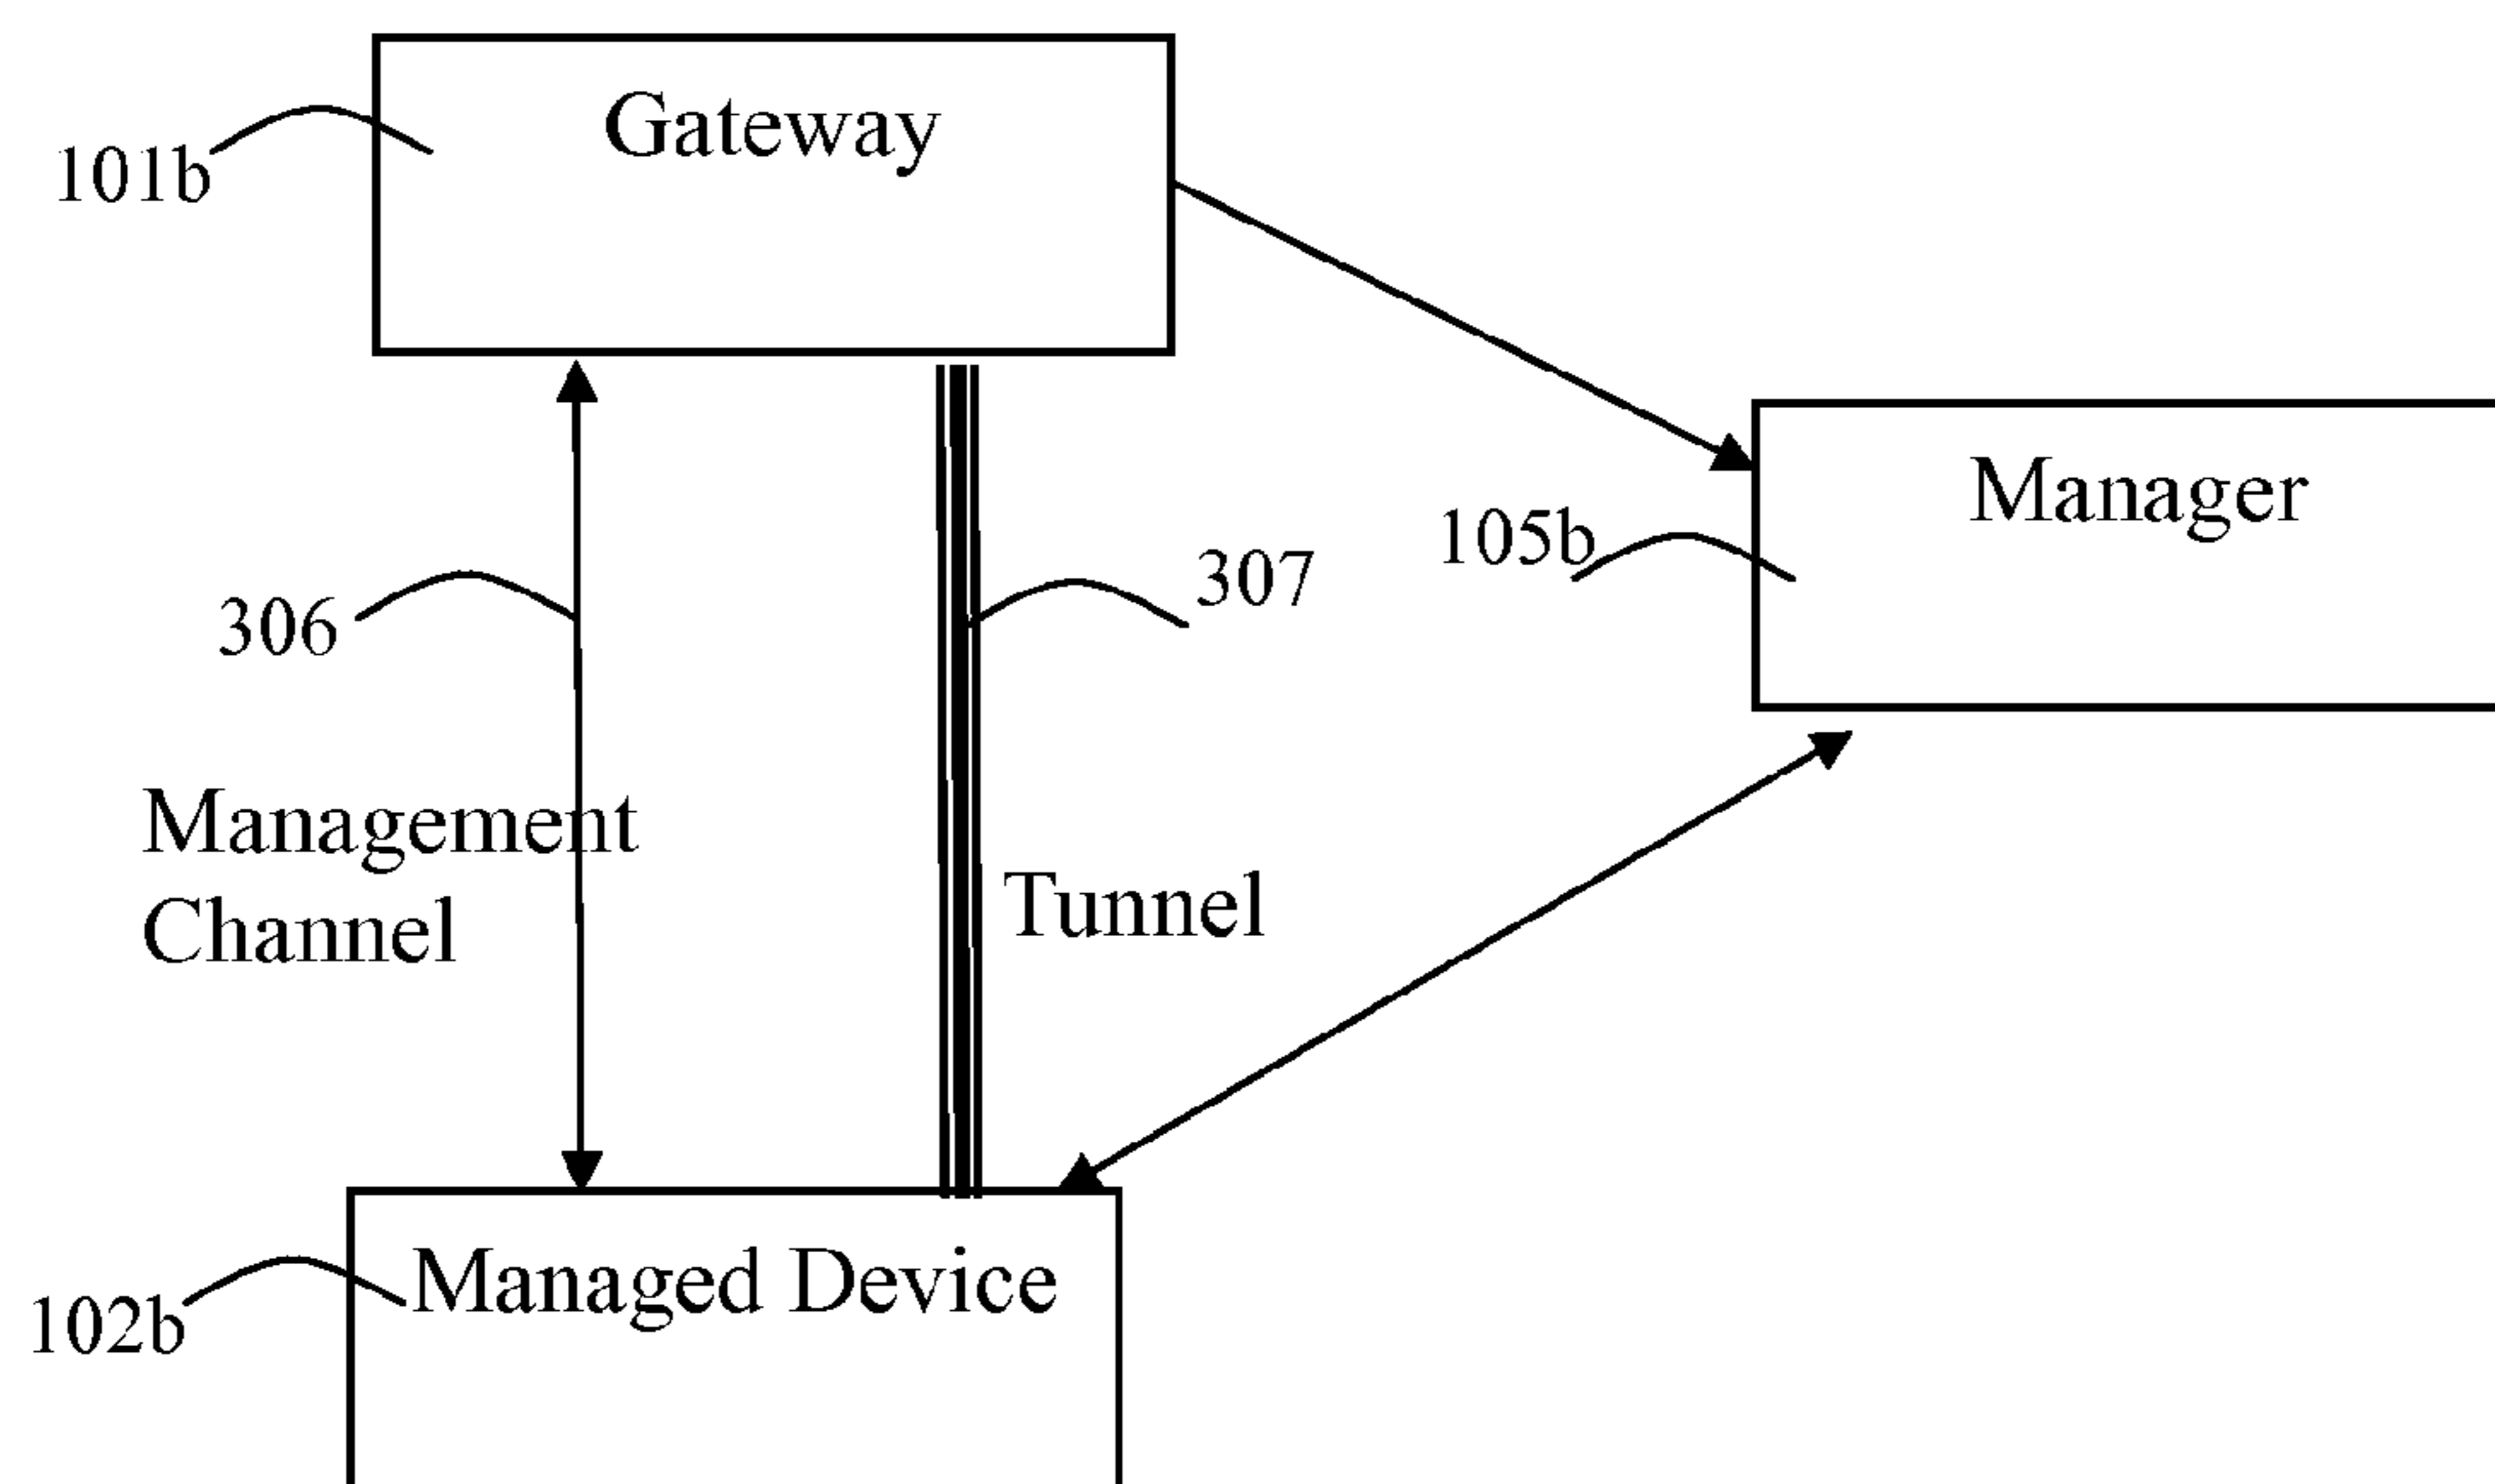 Gateway
101b
Manager
105b
307
306
Management
Channel
Tunnel
Managed Device
102b